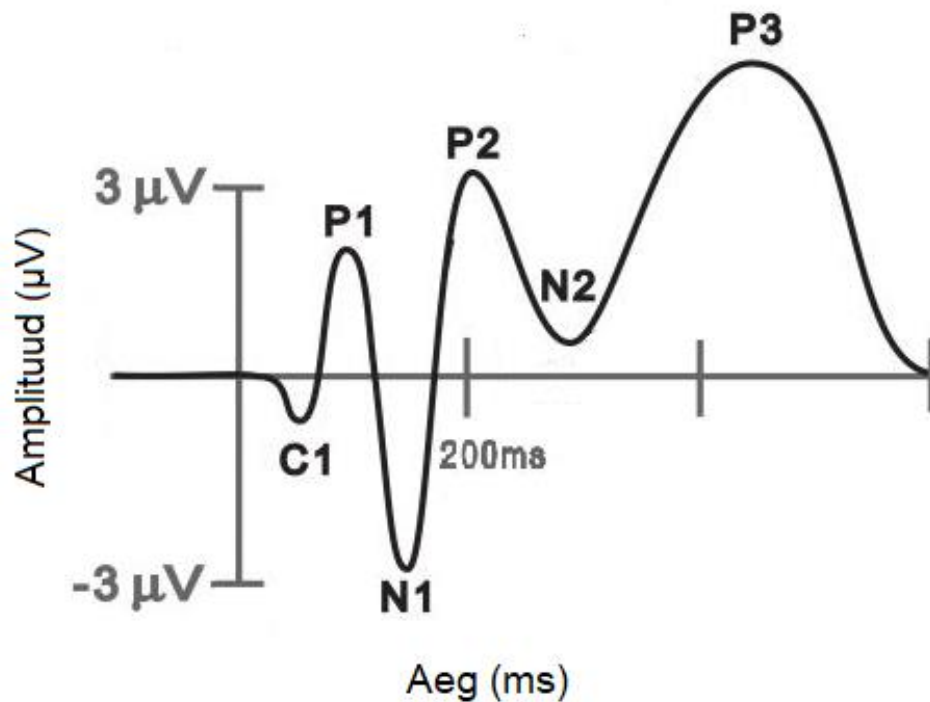 P3
P2
3 µV
P1
N2
Amplituud (µV)
C1
200ms
-3 µV
N1
Aeg (ms)